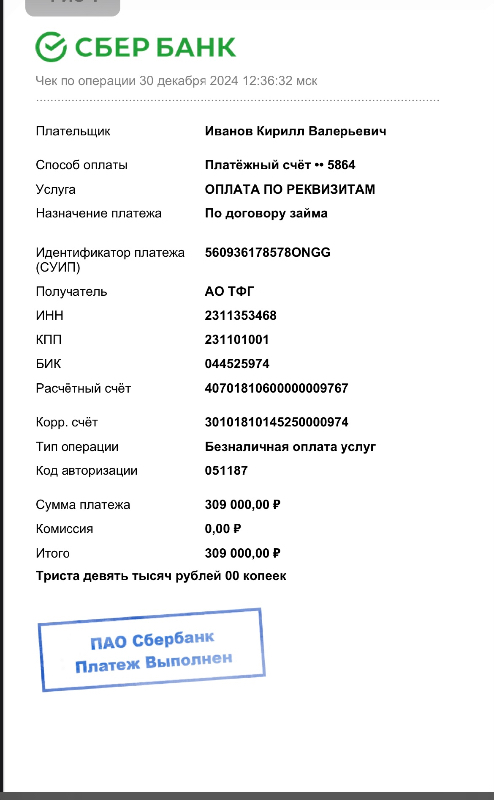 СБЕР БАНК
Чек по операции 30 декабря 2024 12:36:32 мск
Плательщик Иванов Кирилл Валерьевич
Способ оплаты Платёжный счёт •• 5864
Услуга ОПЛАТА ПО РЕКВИЗИТАМ
Назначение платежа По договору займа
Идентификатор платежа 560936178578ONGG
(СУИП)
Получатель АО ТФГ
ИНН 2311353468
КПП 231101001
БИК 044525974
Расчётный счёт 40701810600000009767
Корр. счёт 30101810145250000974
Тип операции Безналичная оплата услуг
Код авторизации 051187
Сумма платежа 309 000,00 ₽
Комиссия 0,00 ₽
Итого 309 000,00 ₽
Триста девять тысяч рублей 00 копеек
ПАО Сбербанк
Платеж Выполнен